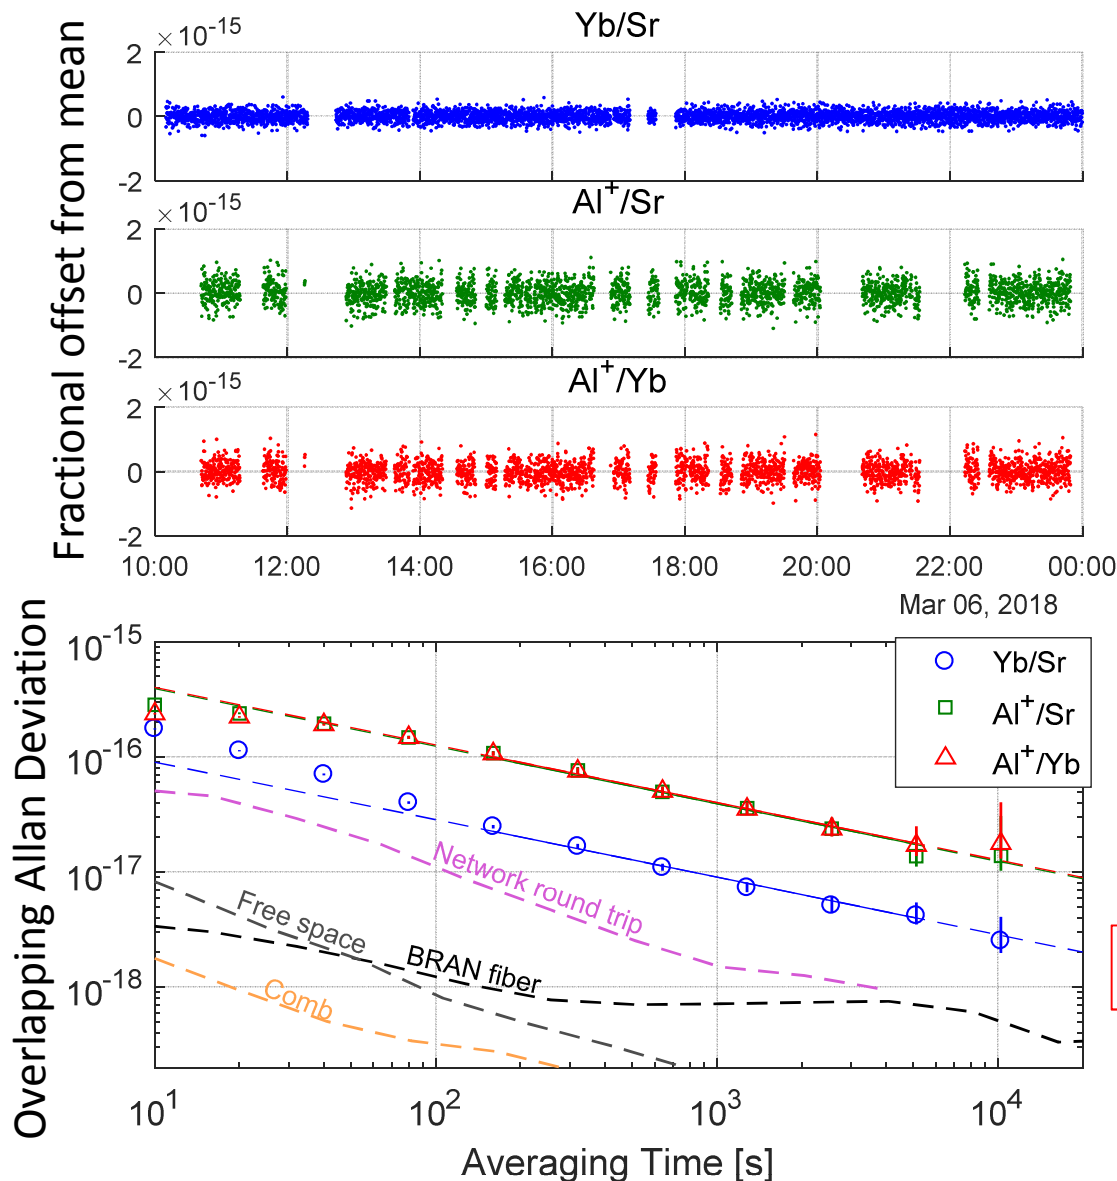 Yb/Sr
×10⁻¹⁵
2
0
-2
Al⁺/Sr
×10⁻¹⁵
2
0
-2
Al⁺/Yb
×10⁻¹⁵
2
0
-2
Fractional offset from mean
10:00 12:00 14:00 16:00 18:00 20:00 22:00 00:00
Mar 06, 2018
Overlapping Allan Deviation
10⁻¹⁵
10⁻¹⁶
10⁻¹⁷
10⁻¹⁸
Yb/Sr
Al⁺/Sr
Al⁺/Yb
Network round trip
Free space
BRAN fiber
Comb
10¹ 10² 10³ 10⁴
Averaging Time [s]